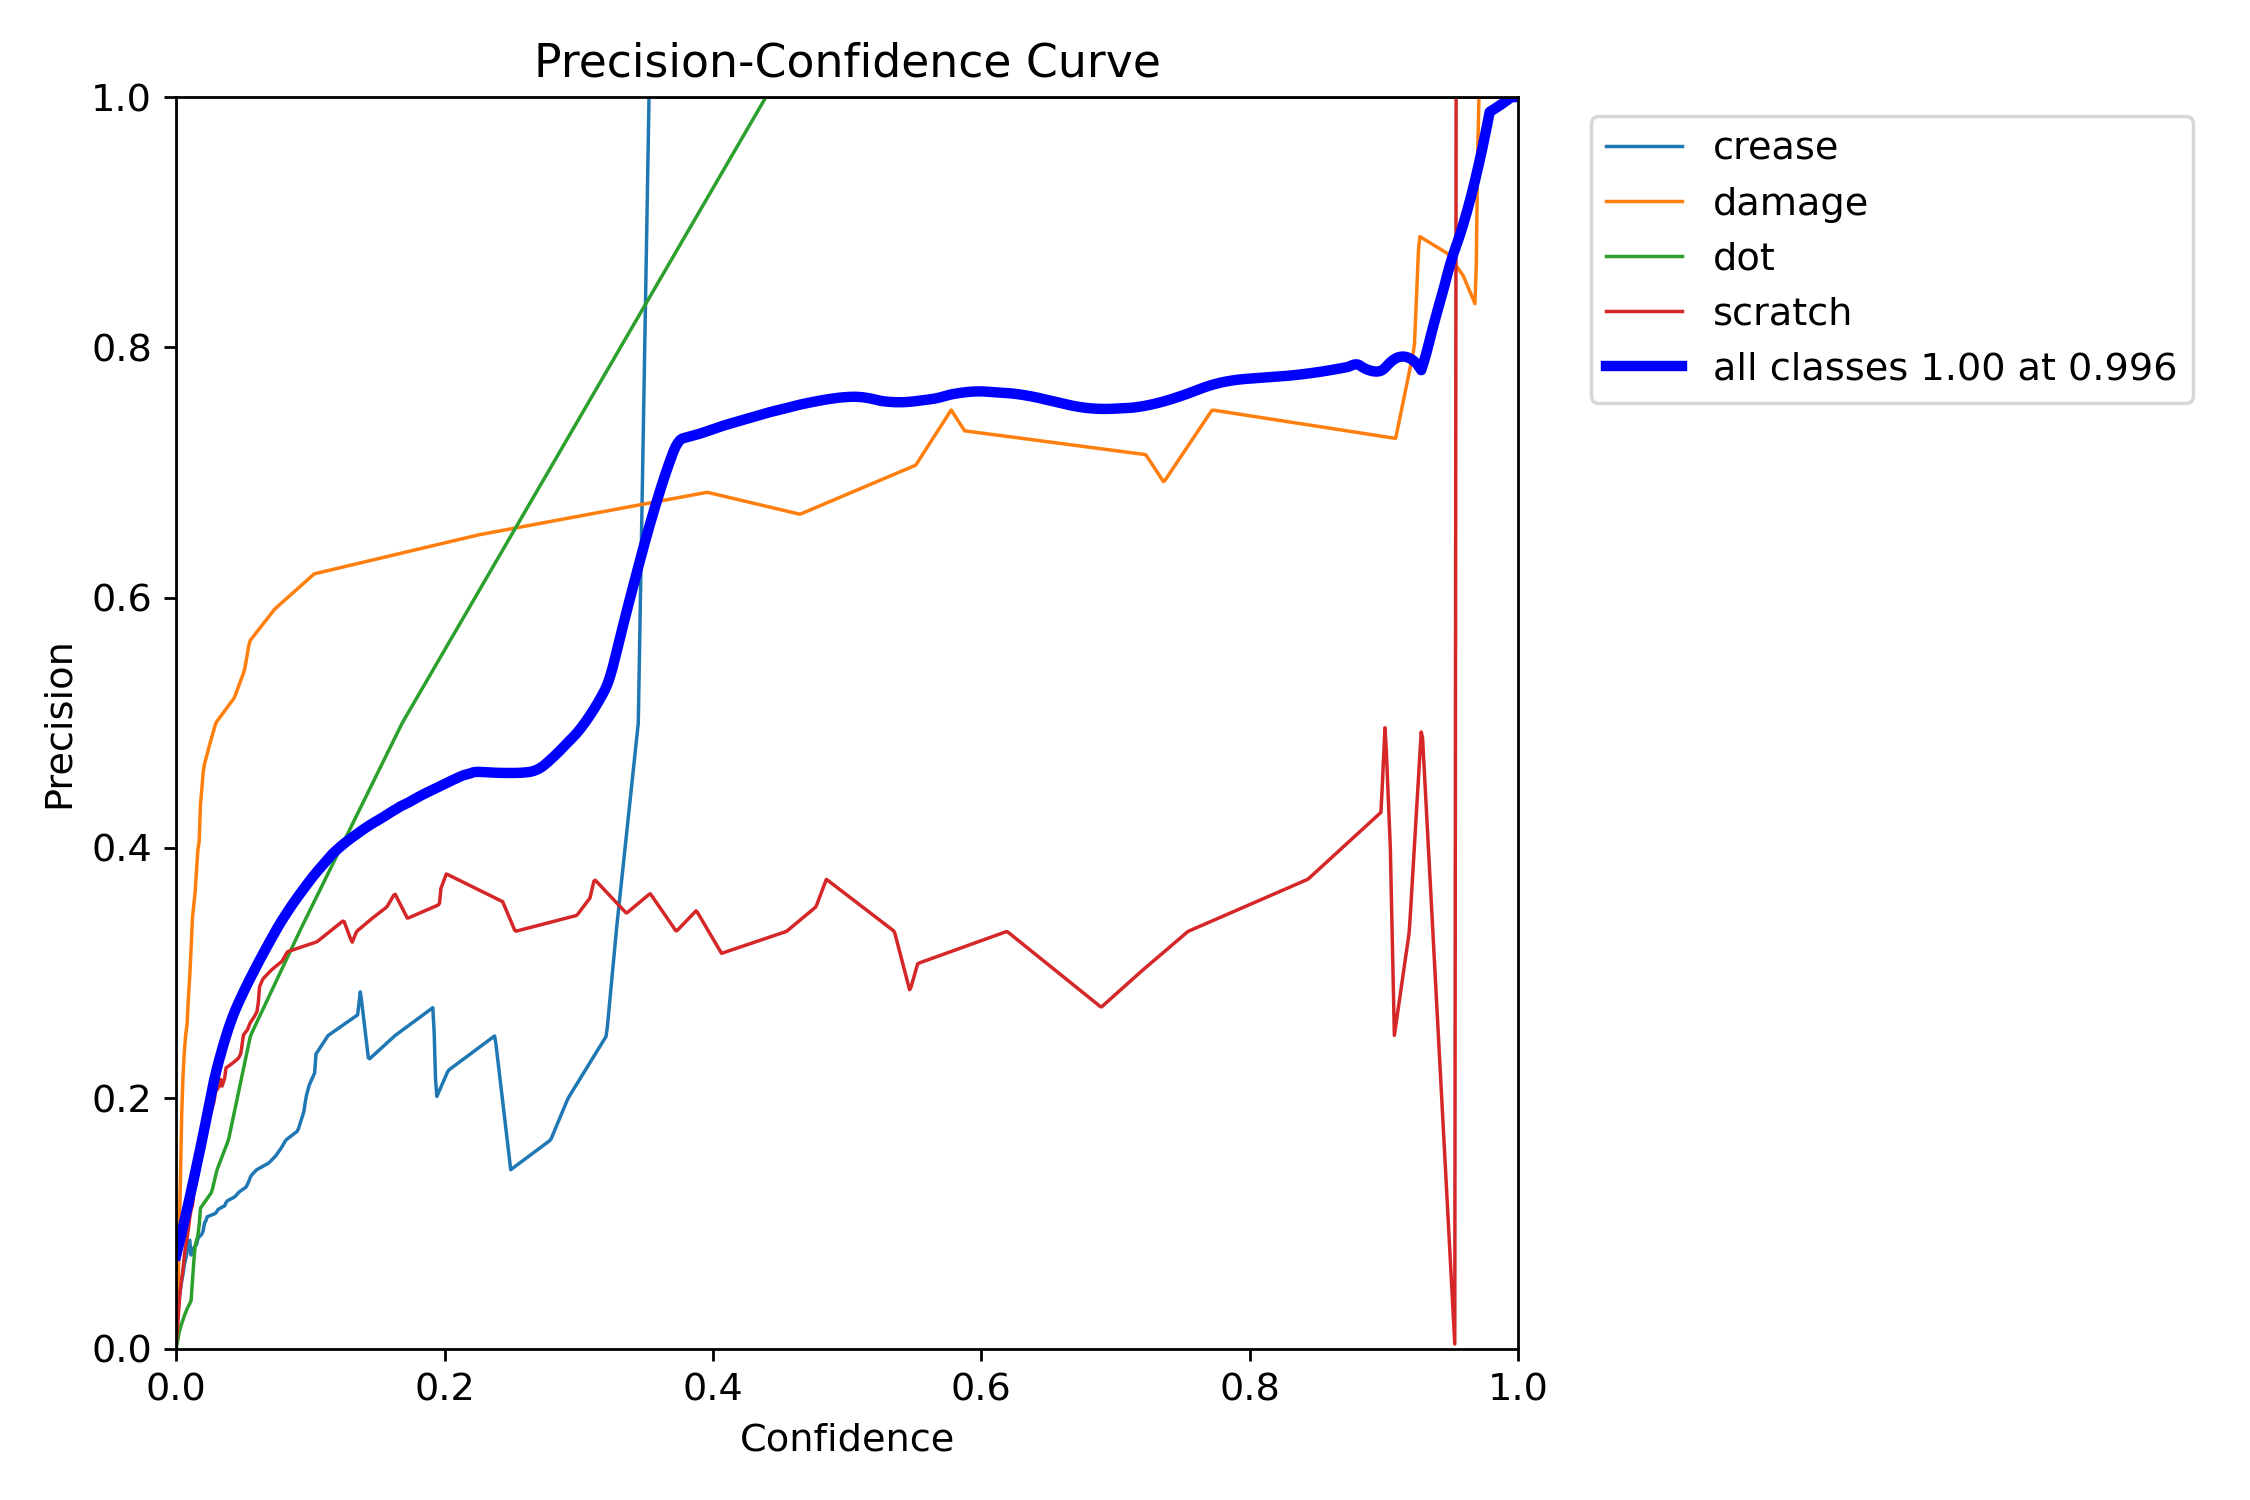 Precision-Confidence Curve
1.0
0.8
0.6
0.4
0.2
0.0
Precision
0.0 0.2 0.4 0.6 0.8 1.0
Confidence
crease
damage
dot
scratch
all classes 1.00 at 0.996